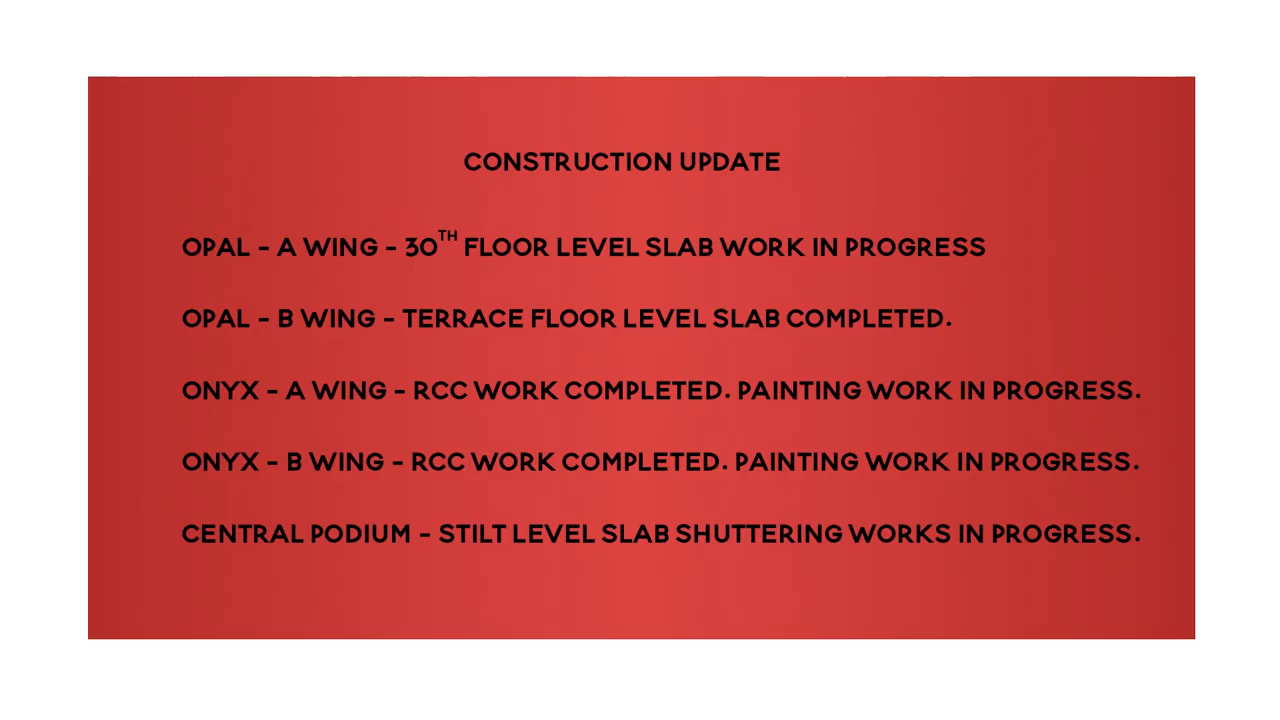 CONSTRUCTION UPDATE
OPAL - A WING - 30TH FLOOR LEVEL SLAB WORK IN PROGRESS
OPAL - B WING - TERRACE FLOOR LEVEL SLAB COMPLETED.
ONYX - A WING - RCC WORK COMPLETED. PAINTING WORK IN PROGRESS.
ONYX - B WING - RCC WORK COMPLETED. PAINTING WORK IN PROGRESS.
CENTRAL PODIUM - STILT LEVEL SLAB SHUTTERING WORKS IN PROGRESS.